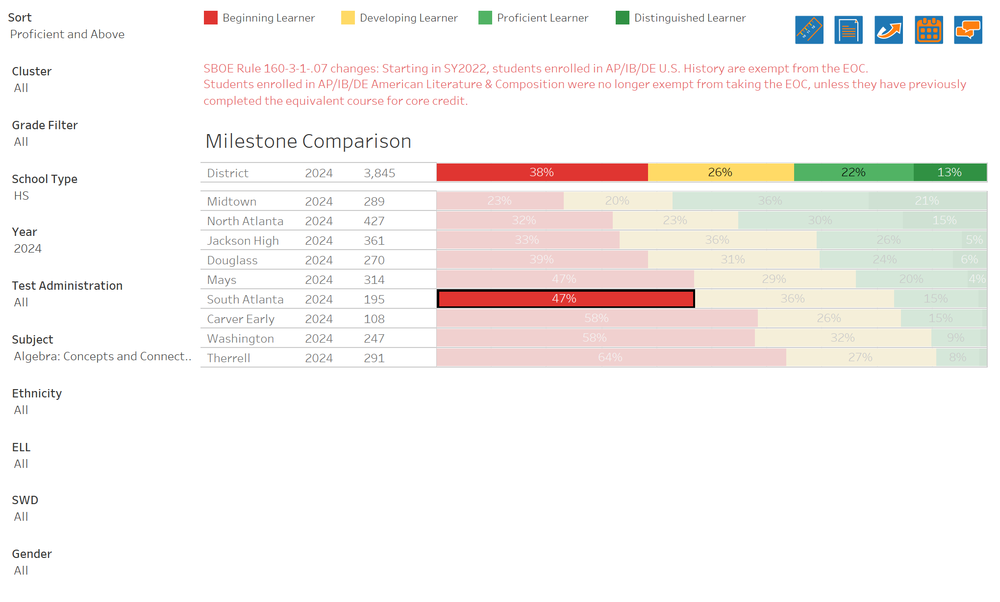 Sort
Proficient and Above
Beginning Learner
Developing Learner
Proficient Learner
Distinguished Learner
10 11 12
SBOE Rule 160-3-1-.07 changes: Starting in SY2022, students enrolled in AP/IB/DE U.S. History are exempt from the EOC.
Students enrolled in AP/IB/DE American Literature & Composition were no longer exempt from taking the EOC, unless they have previously
completed the equivalent course for core credit.
Cluster
All
Grade Filter
All
School Type
HS
Year
2024
Test Administration
All
Subject
Algebra: Concepts and Connect..
Ethnicity
All
ELL
All
SWD
All
Gender
All
Milestone Comparison
District 2024 3,845 38% 26% 22% 13%
Midtown 2024 289 23% 20% 36% 21%
North Atlanta 2024 427 32% 23% 30% 15%
Jackson High 2024 361 33% 36% 26% 5%
Douglass 2024 270 39% 31% 24% 6%
Mays 2024 314 47% 29% 20% 4%
South Atlanta 2024 195 47% 36% 15%
Carver Early 2024 108 58% 26% 15%
Washington 2024 247 58% 32% 9%
Therrell 2024 291 64% 27% 8%